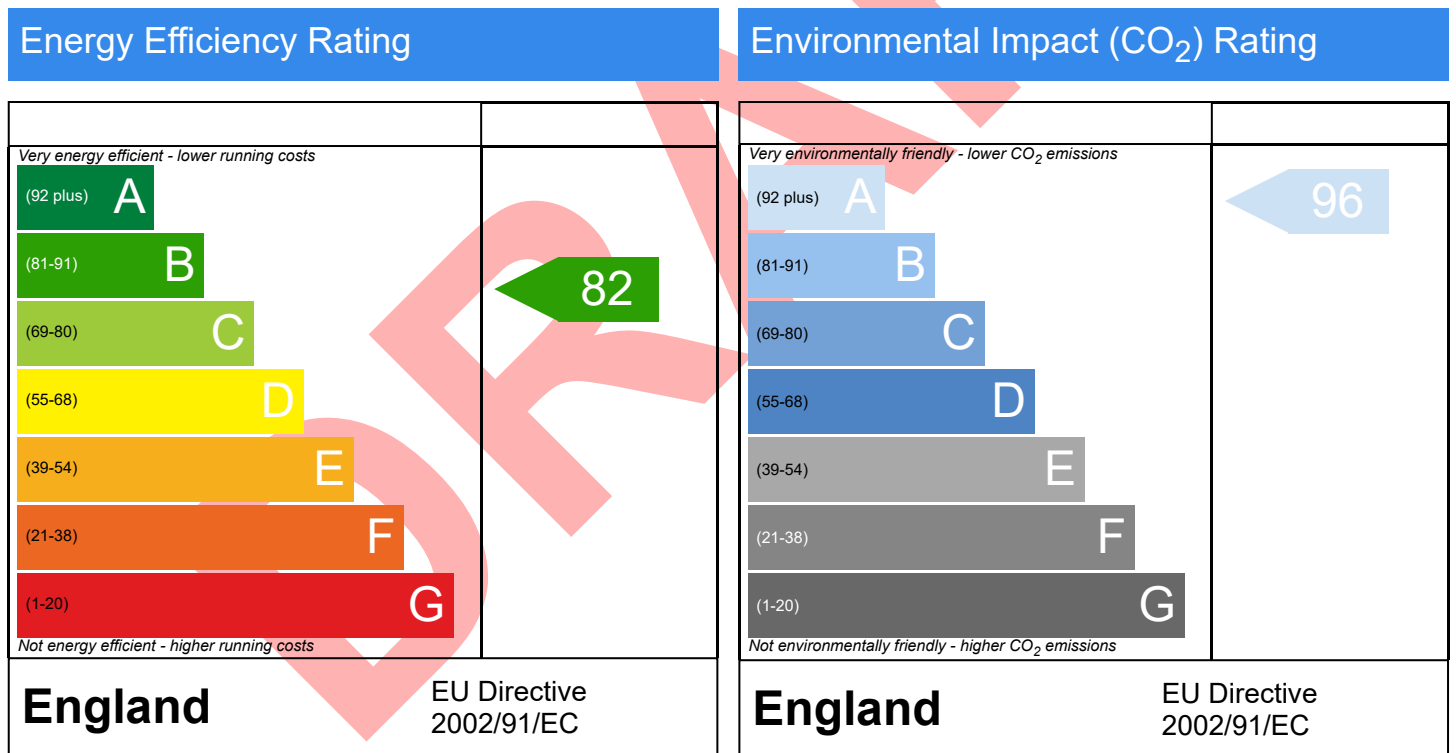 Energy Efficiency Rating
Very energy efficient - lower running costs
(92 plus) A
(81-91) B
(69-80) C
(55-68) D
(39-54) E
(21-38) F
(1-20) G
Not energy efficient - higher running costs
82
England
EU Directive
2002/91/EC
Environmental Impact (CO₂) Rating
Very environmentally friendly - lower CO₂ emissions
(92 plus) A
(81-91) B
(69-80) C
(55-68) D
(39-54) E
(21-38) F
(1-20) G
Not environmentally friendly - higher CO₂ emissions
96
England
EU Directive
2002/91/EC